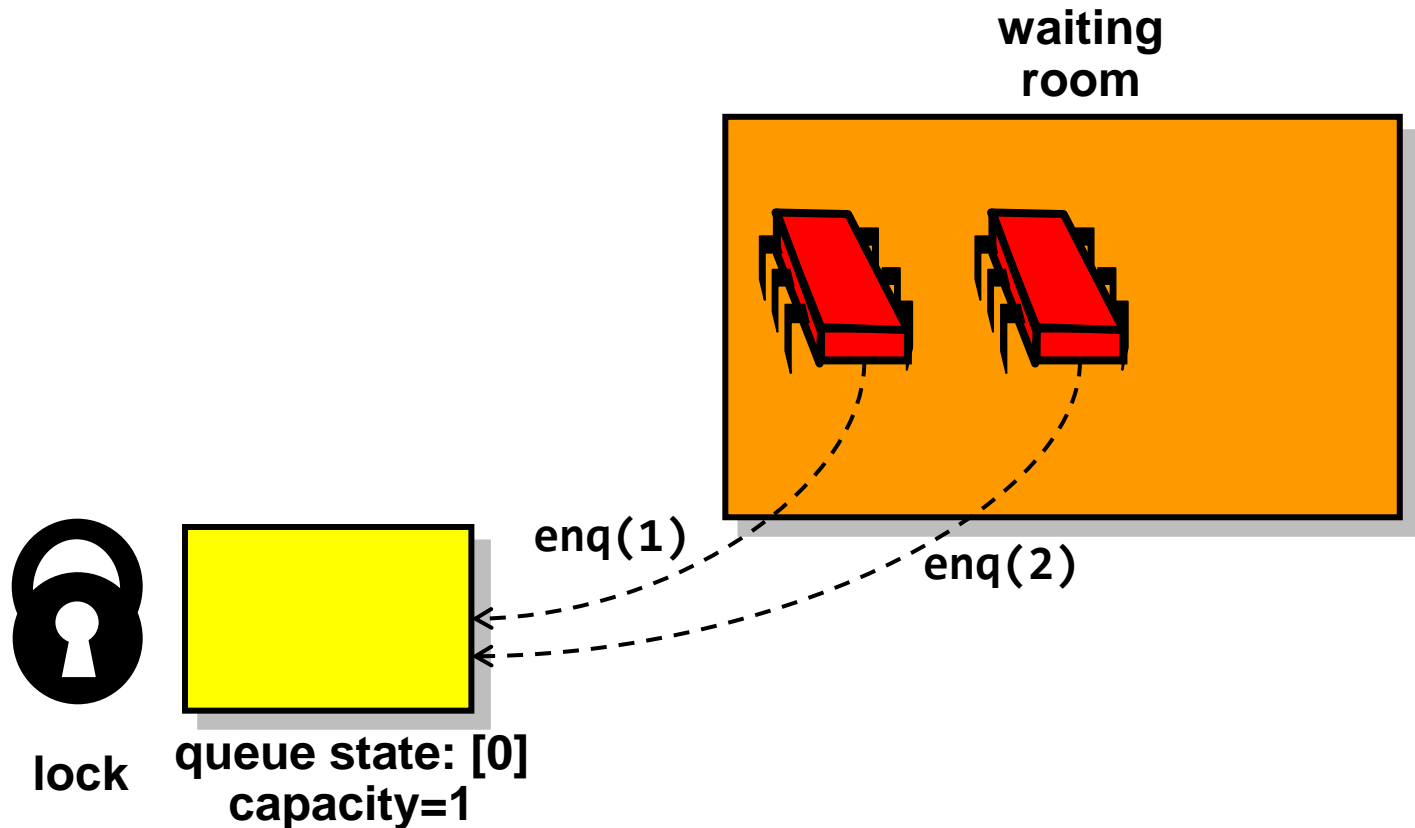 waiting
room
enq(1)
enq(2)
lock
queue state: [0]
capacity=1